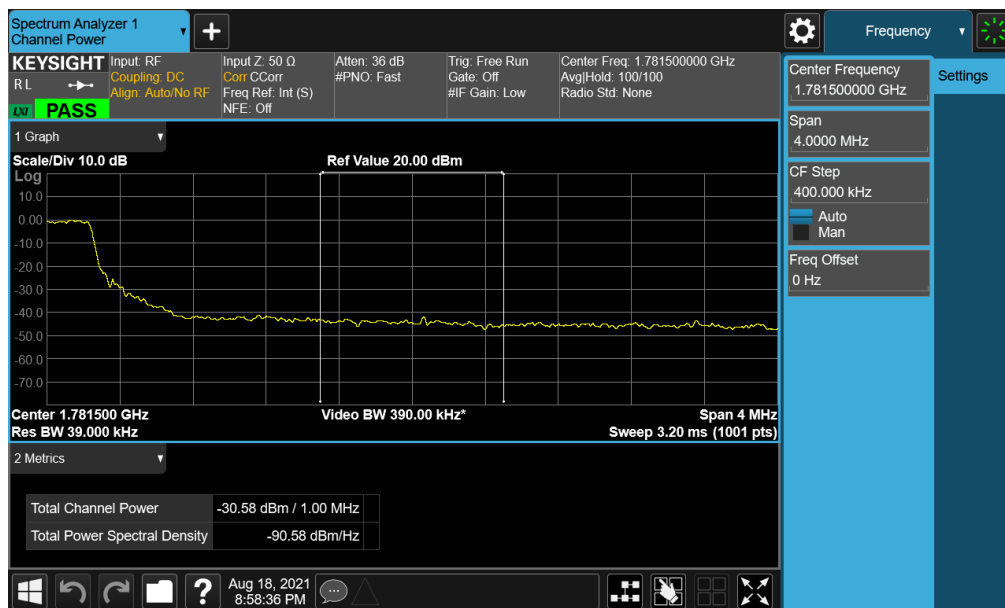 Spectrum Analyzer 1
Channel Power
Frequency
KEYSIGHT
R L
LXI
PASS
Input: RF
Coupling: DC
Align: Auto/No RF
Input Z: 50 Ω
Corr CCorr
Freq Ref: Int (S)
NFE: Off
Atten: 36 dB
#PNO: Fast
Trig: Free Run
Gate: Off
#IF Gain: Low
Center Freq: 1.781500000 GHz
Avg|Hold: 100/100
Radio Std: None
Center Frequency
1.781500000 GHz
Settings
Span
4.0000 MHz
CF Step
400.000 kHz
Auto
Man
Freq Offset
0 Hz
1 Graph
Scale/Div 10.0 dB
Ref Value 20.00 dBm
Log
10.0
0.00
-10.0
-20.0
-30.0
-40.0
-50.0
-60.0
-70.0
Center 1.781500 GHz
Video BW 390.00 kHz*
Span 4 MHz
Res BW 39.000 kHz
Sweep 3.20 ms (1001 pts)
2 Metrics
Total Channel Power
-30.58 dBm / 1.00 MHz
Total Power Spectral Density
-90.58 dBm/Hz
?
Aug 18, 2021
8:58:36 PM